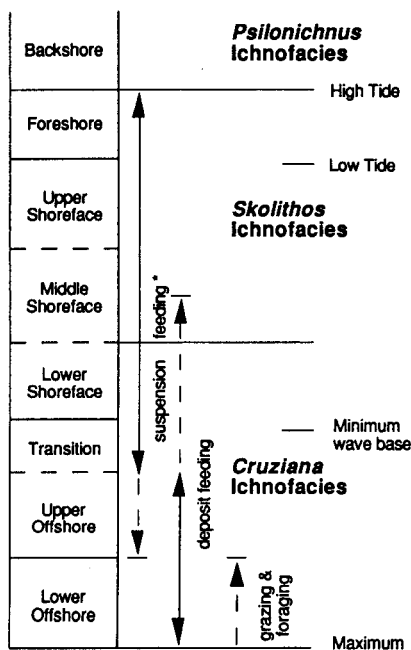 Backshore
Psilonichnus
Ichnofacies
High Tide
Foreshore
Low Tide
Upper
Shoreface
Skolithos
Ichnofacies
Middle
Shoreface
suspension feeding *
Lower
Shoreface
Minimum
wave base
Transition
Cruziana
Ichnofacies
deposit feeding
Upper
Offshore
grazing &
foraging
Lower
Offshore
Maximum